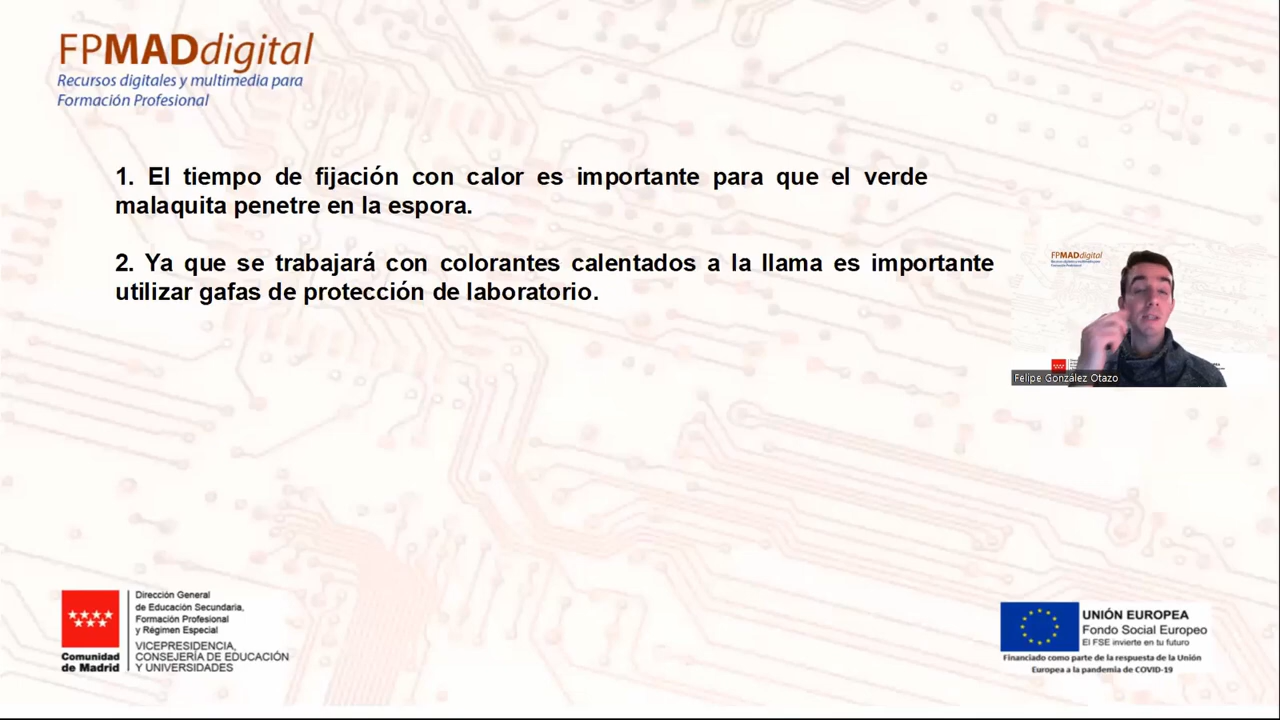 FPMADdigital
Recursos digitales y multimedia para
Formación Profesional
1. El tiempo de fijación con calor es importante para que el verde
malaquita penetre en la espora.
2. Ya que se trabajará con colorantes calentados a la llama es importante
utilizar gafas de protección de laboratorio.
FPMADdigital
Felipe González Otazo
Dirección General
de Educación Secundaria,
Formación Profesional
y Régimen Especial
VICEPRESIDENCIA,
CONSEJERÍA DE EDUCACIÓN
Y UNIVERSIDADES
Comunidad
de Madrid
UNIÓN EUROPEA
Fondo Social Europeo
El FSE invierte en tu futuro
Financiado como parte de la respuesta de la Unión
Europea a la pandemia de COVID-19